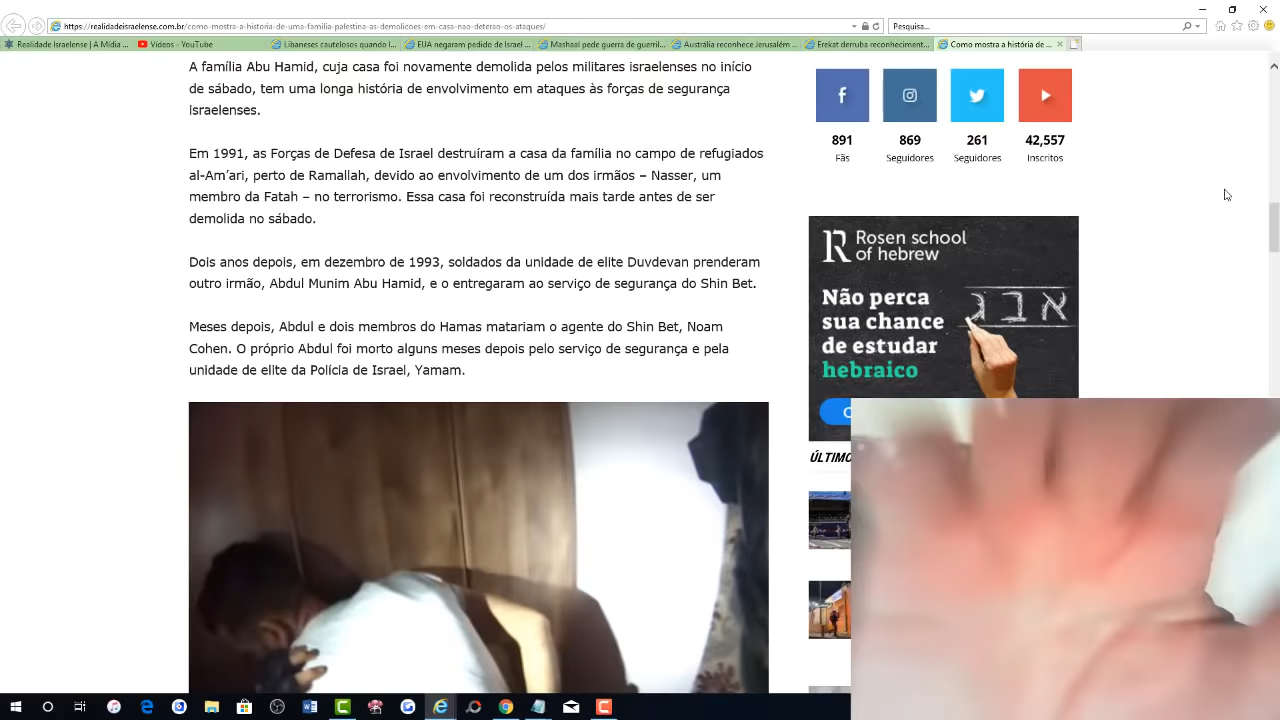 https://realidadeisraelense.com.br/como-mostra-a-historia-de-uma-familia-palestina-as-demolicoes-em-casa-nao-deterao-os-ataques/
Pesquisa...
Realidade Israelense | A Mídia ...
Vídeos - YouTube
Libaneses cautelosos quando I...
EUA negaram pedido de Israel ...
Mashaal pede guerra de guerril...
Austrália reconhece Jerusalém ...
Erekat derruba reconheciment...
Como mostra a história de ...
A família Abu Hamid, cuja casa foi novamente demolida pelos militares israelenses no início
de sábado, tem uma longa história de envolvimento em ataques às forças de segurança
israelenses.
Em 1991, as Forças de Defesa de Israel destruíram a casa da família no campo de refugiados
al-Am’ari, perto de Ramallah, devido ao envolvimento de um dos irmãos – Nasser, um
membro da Fatah – no terrorismo. Essa casa foi reconstruída mais tarde antes de ser
demolida no sábado.
Dois anos depois, em dezembro de 1993, soldados da unidade de elite Duvdevan prenderam
outro irmão, Abdul Munim Abu Hamid, e o entregaram ao serviço de segurança do Shin Bet.
Meses depois, Abdul e dois membros do Hamas matariam o agente do Shin Bet, Noam
Cohen. O próprio Abdul foi morto alguns meses depois pelo serviço de segurança e pela
unidade de elite da Polícia de Israel, Yamam.
891 869 261 42,557
Fãs Seguidores Seguidores Inscritos
Rosen school
of hebrew
Não perca
sua chance
de estudar
hebraico
אבג
ÚLTIMO